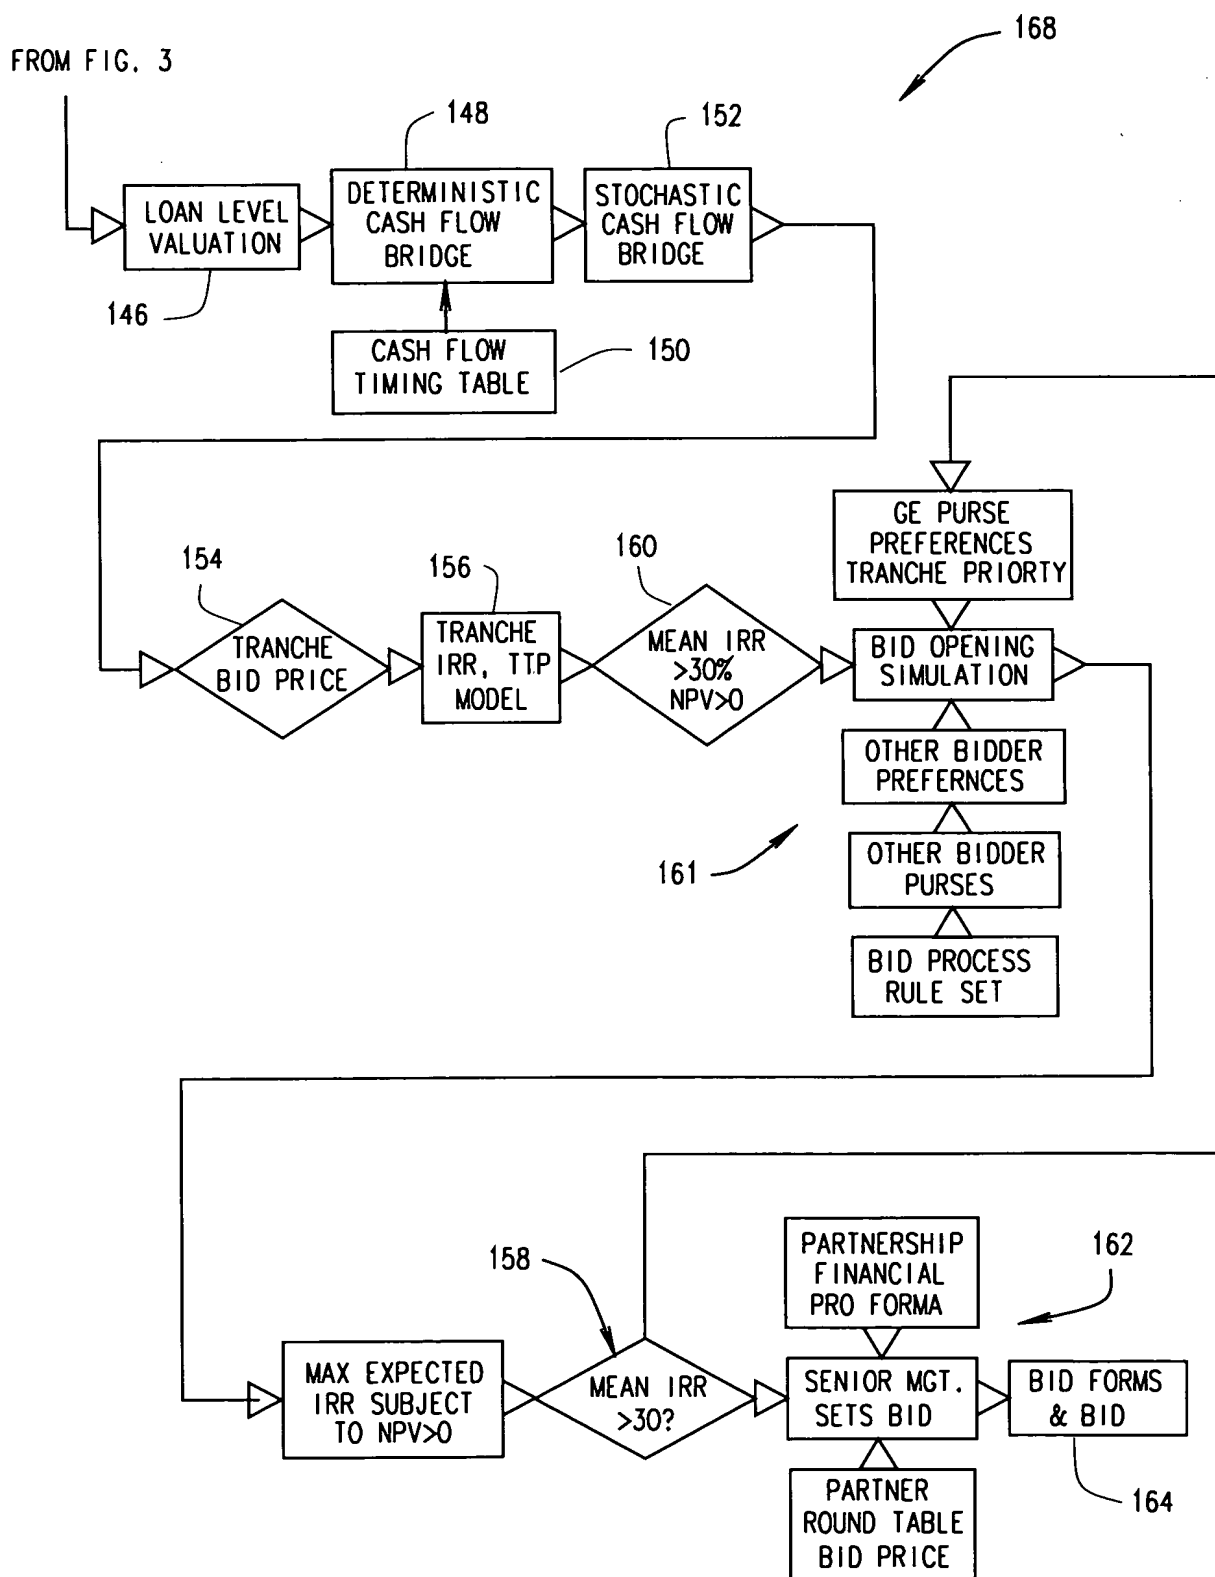 168
FROM FIG. 3
148
152
LOAN LEVEL
VALUATION
DETERMINISTIC
CASH FLOW
BRIDGE
STOCHASTIC
CASH FLOW
BRIDGE
146
CASH FLOW
TIMING TABLE
150
GE PURSE
PREFERENCES
TRANCHE PRIORTY
154
156
160
TRANCHE
BID PRICE
TRANCHE
IRR, TTP
MODEL
MEAN IRR
>30%
NPV>0
BID OPENING
SIMULATION
OTHER BIDDER
PREFERNCES
161
OTHER BIDDER
PURSES
BID PROCESS
RULE SET
158
162
PARTNERSHIP
FINANCIAL
PRO FORMA
MAX EXPECTED
IRR SUBJECT
TO NPV>0
MEAN IRR
>30?
SENIOR MGT.
SETS BID
BID FORMS
& BID
164
PARTNER
ROUND TABLE
BID PRICE